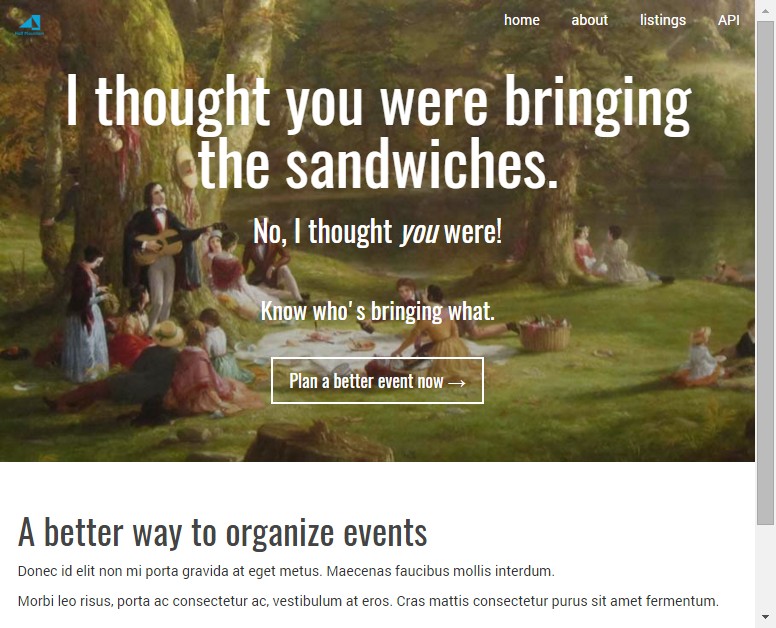 home about listings API
I thought you were bringing
the sandwiches.
No, I thought you were!
Know who's bringing what.
Plan a better event now →
A better way to organize events
Donec id elit non mi porta gravida at eget metus. Maecenas faucibus mollis interdum.
Morbi leo risus, porta ac consectetur ac, vestibulum at eros. Cras mattis consectetur purus sit amet fermentum.